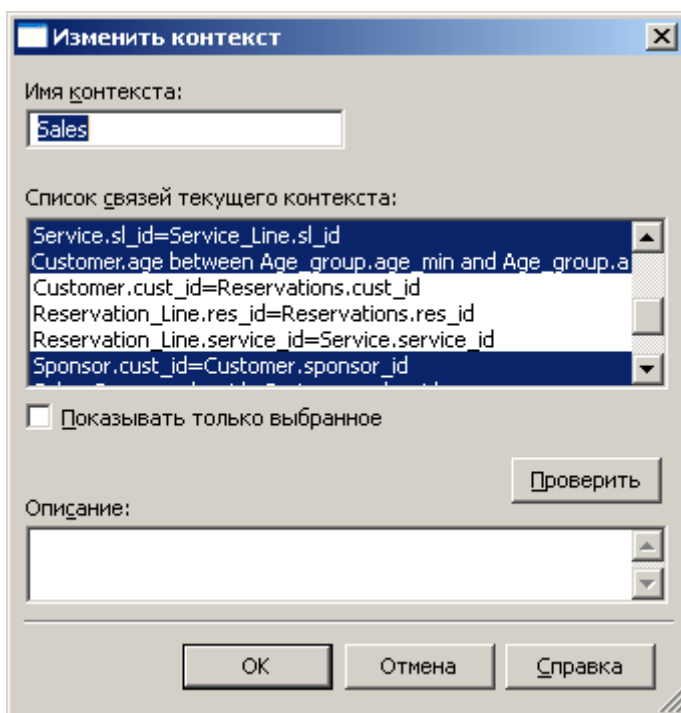 Изменить контекст
Имя контекста:
Sales
Список связей текущего контекста:
Service.sl_id=Service_Line.sl_id
Customer.age between Age_group.age_min and Age_group.a
Customer.cust_id=Reservations.cust_id
Reservation_Line.res_id=Reservations.res_id
Reservation_Line.service_id=Service.service_id
Sponsor.cust_id=Customer.sponsor_id
Показывать только выбранное
Проверить
Описание:
OK Отмена Справка